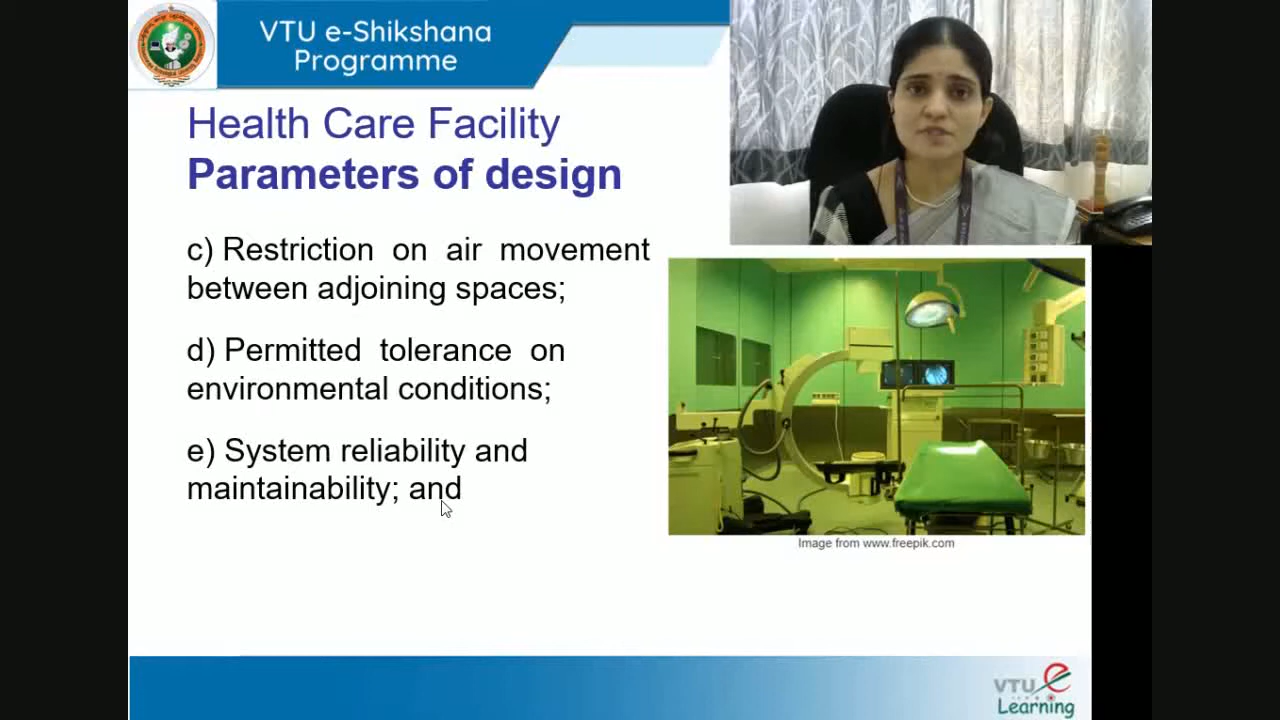 VTU e-Shikshana
Programme
Health Care Facility
Parameters of design
c) Restriction on air movement
between adjoining spaces;
d) Permitted tolerance on
environmental conditions;
e) System reliability and
maintainability; and
Image from www.freepik.com
VTU e
Learning